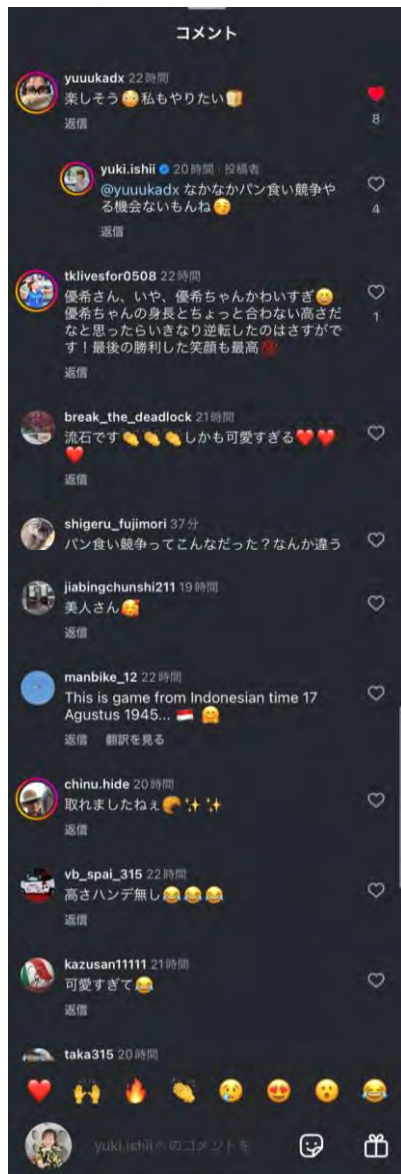 コメント
yuuukadx 22時間
楽しそう😳私もやりたい🍞
返信
8
yuki.ishii 20時間・投稿者
@yuuukadx なかなかパン食い競争や
る機会ないもんね😚
4
返信
tklivesfor0508 22時間
優希さん、いや、優希ちゃんかわいすぎ😄
優希ちゃんの身長とちょっと合わない高さだ
なと思ったらいきなり逆転したのはさすがで
す！最後の勝利した笑顔も最高💯
1
返信
break_the_deadlock 21時間
流石です👏👏👏しかも可愛すぎる❤️❤️
❤️
返信
shigeru_fujimori 37分
パン食い競争ってこんなだった？なんか違う
jiabingchunshi211 19時間
美人さん🥰
返信
manbike_12 22時間
This is game from Indonesian time 17
Agustus 1945... 🇮🇩 🤗
返信 翻訳を見る
chinu.hide 20時間
取れましたねぇ🥐✨✨
返信
vb_spai_315 22時間
高さハンデ無し😂😂😂
返信
kazusan11111 21時間
可愛すぎて😂
返信
taka315 20時間
yuki.ishiiへのコメントを